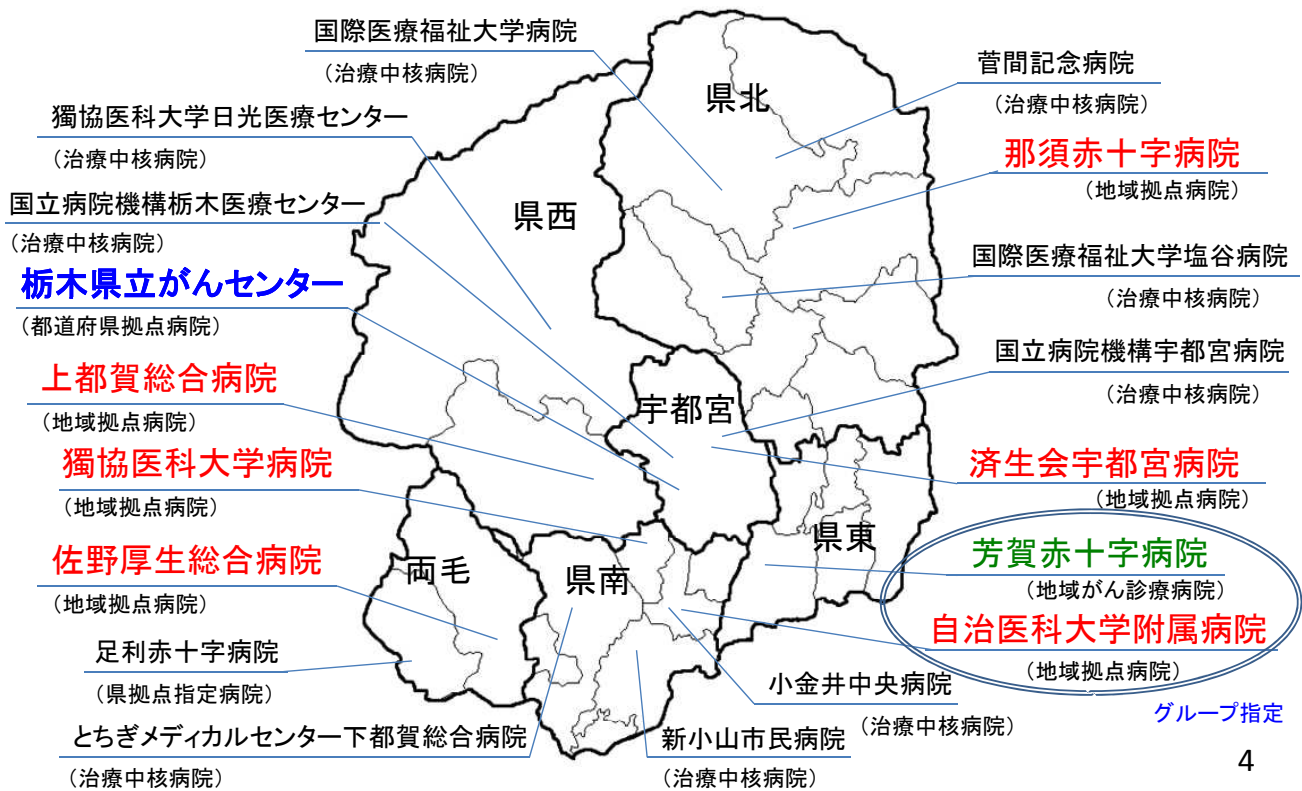 国際医療福祉大学病院
（治療中核病院）
菅間記念病院
（治療中核病院）
県北
獨協医科大学日光医療センター
（治療中核病院）
那須赤十字病院
（地域拠点病院）
国立病院機構栃木医療センター
（治療中核病院）
県西
国際医療福祉大学塩谷病院
（治療中核病院）
栃木県立がんセンター
（都道府県拠点病院）
国立病院機構宇都宮病院
（治療中核病院）
上都賀総合病院
（地域拠点病院）
宇都宮
獨協医科大学病院
（地域拠点病院）
済生会宇都宮病院
（地域拠点病院）
県東
芳賀赤十字病院
（地域がん診療病院）
佐野厚生総合病院
（地域拠点病院）
両毛
県南
自治医科大学附属病院
（地域拠点病院）
足利赤十字病院
（県拠点指定病院）
小金井中央病院
（治療中核病院）
グループ指定
とちぎメディカルセンター下都賀総合病院
（治療中核病院）
新小山市民病院
（治療中核病院）
4